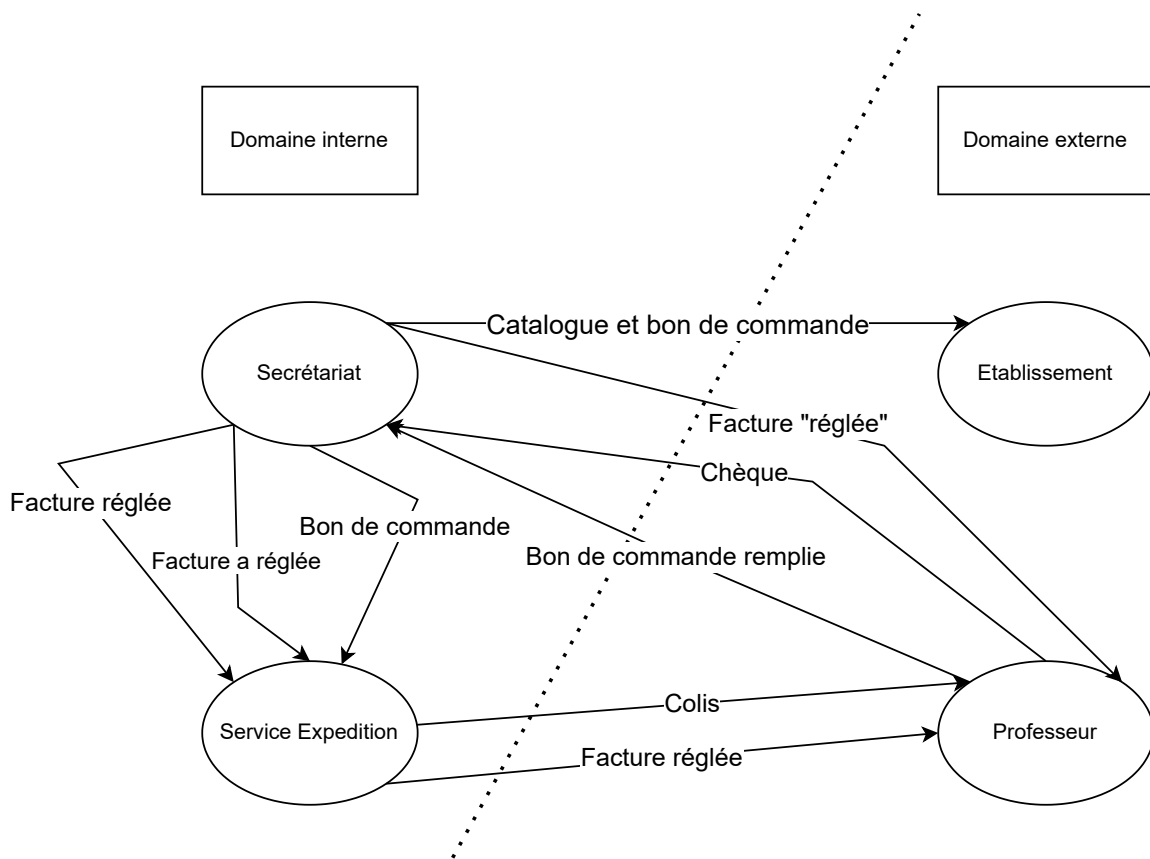 Domaine interne
Domaine externe
Secrétariat
Catalogue et bon de commande
Etablissement
Facture "réglée"
Chèque
Facture réglée
Bon de commande
Facture a réglée
Bon de commande remplie
Colis
Service Expedition
Professeur
Facture réglée